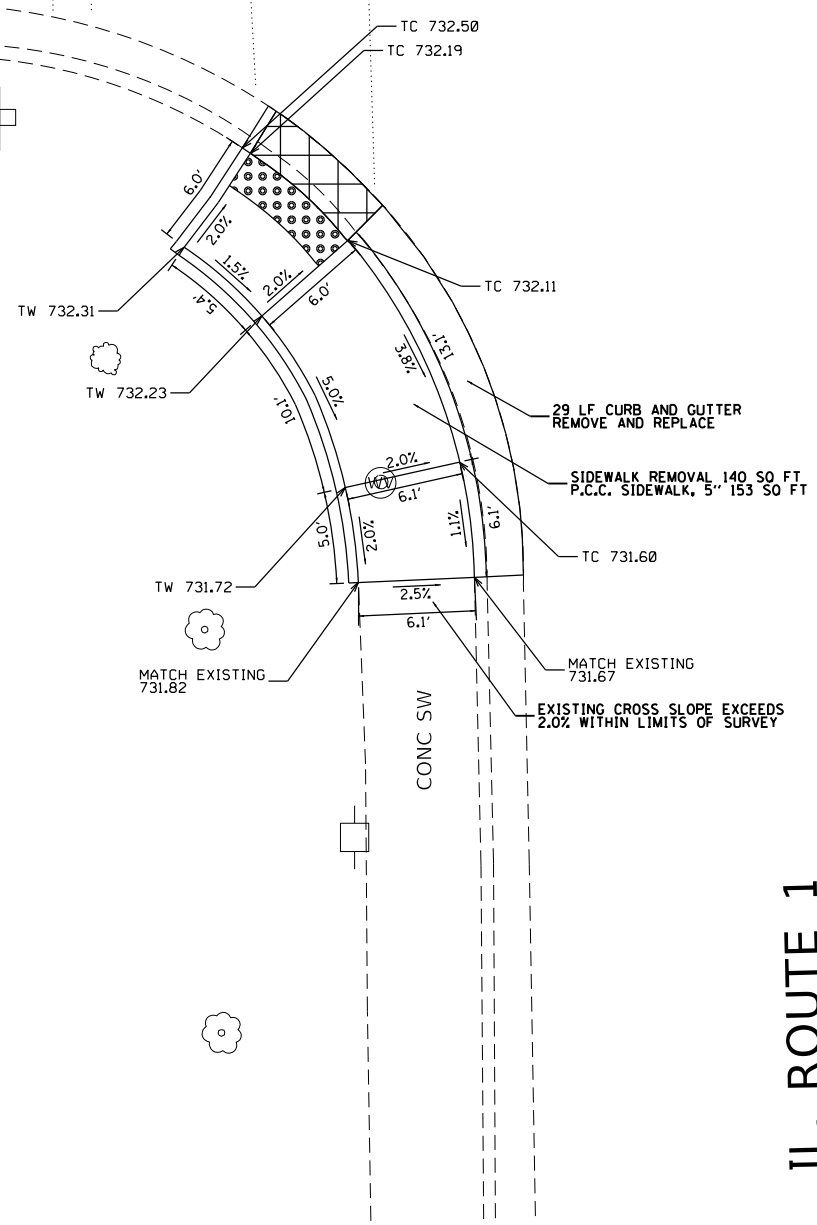 TC 732.50
TC 732.19
6.0'
2.0%
1.5%
2.0%
5.4'
6.0'
TC 732.11
TW 732.31
TW 732.23
13.1'
3.8%
5.0%
10.1'
29 LF CURB AND GUTTER
REMOVE AND REPLACE
2.0%
WV
6.1'
SIDEWALK REMOVAL 140 SQ FT
P.C.C. SIDEWALK, 5'' 153 SQ FT
5.0'
2.0%
1.1%
6.1'
TC 731.60
TW 731.72
2.5%
6.1'
MATCH EXISTING
731.82
MATCH EXISTING
731.67
EXISTING CROSS SLOPE EXCEEDS
2.0% WITHIN LIMITS OF SURVEY
CONC SW
IL. ROUTE 1